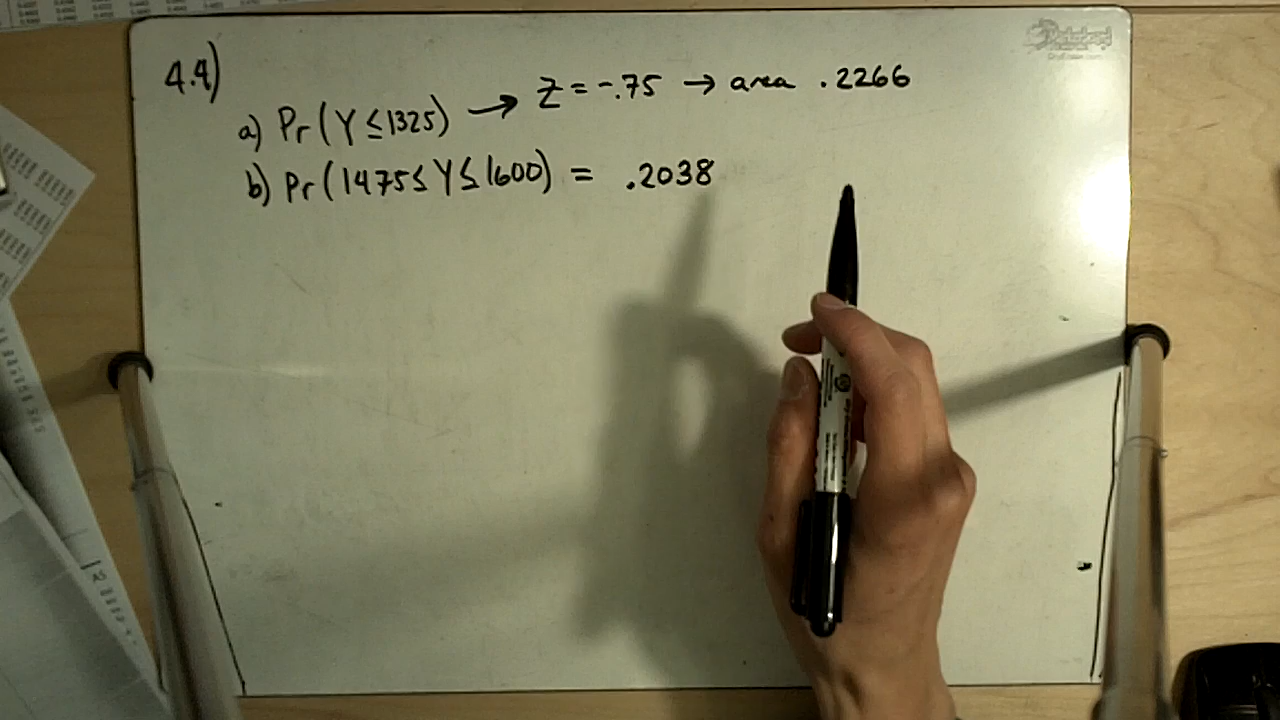 4.4)
a) Pr(Y ≤ 1325) → Z = -.75 → area .2266
b) Pr(1475 ≤ Y ≤ 1600) = .2038